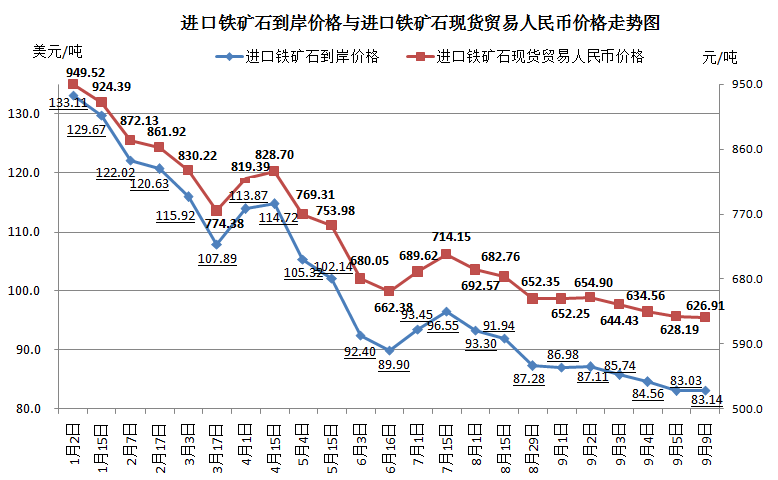 进口铁矿石到岸价格与进口铁矿石现货贸易人民币价格走势图
美元/吨
进口铁矿石到岸价格
进口铁矿石现货贸易人民币价格
元/吨
130.0
120.0
110.0
100.0
90.0
80.0
950.0
860.0
770.0
680.0
590.0
500.0
949.52
924.39
872.13
861.92
830.22
774.38
819.39
828.70
769.31
753.98
680.05
662.38
689.62
714.15
692.57
682.76
652.35
652.25
654.90
644.43
634.56
628.19
626.91
133.11
129.67
122.02
120.63
115.92
107.89
113.87
114.72
105.32
102.14
92.40
89.90
93.45
96.55
93.30
91.94
87.28
86.98
87.11
85.74
84.56
83.03
83.14
1月2日
1月15日
2月7日
2月17日
3月3日
3月17日
4月1日
4月15日
5月4日
5月15日
6月3日
6月16日
7月1日
7月15日
8月1日
8月15日
8月29日
9月1日
9月2日
9月3日
9月4日
9月5日
9月9日